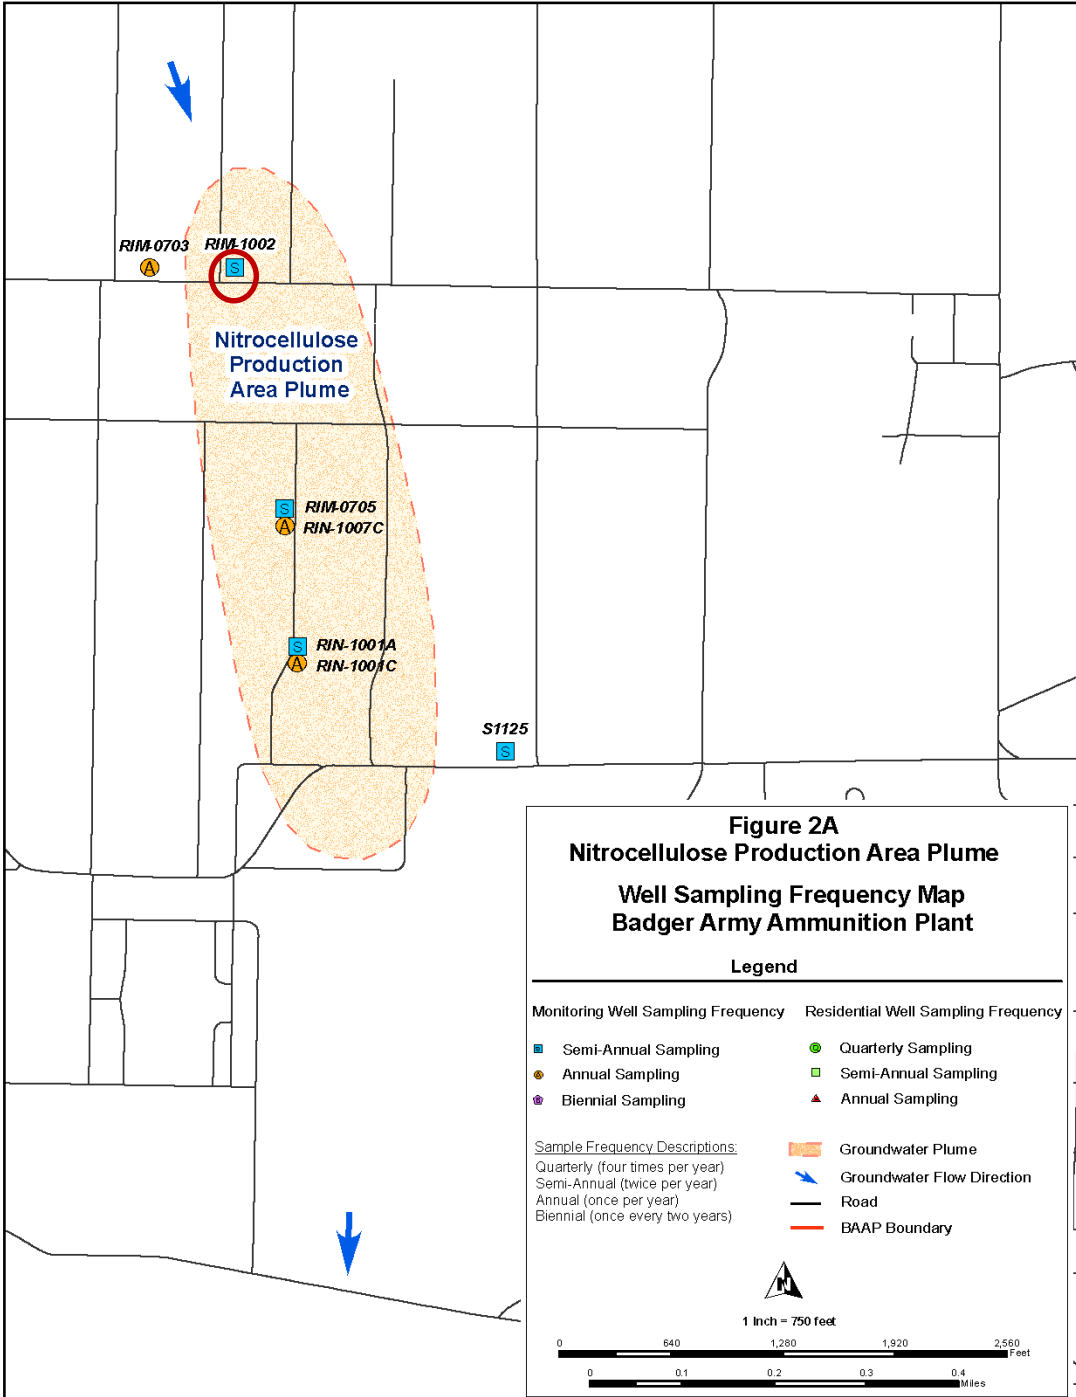 RIM-0703
RIM-1002
A
S
Nitrocellulose
Production
Area Plume
S
RIM-0705
A
RIN-1007C
S
RIN-1001A
A
RIN-1001C
S1125
S
Figure 2A
Nitrocellulose Production Area Plume
Well Sampling Frequency Map
Badger Army Ammunition Plant
Legend
Monitoring Well Sampling Frequency
Residential Well Sampling Frequency
Semi-Annual Sampling
Quarterly Sampling
Annual Sampling
Semi-Annual Sampling
Biennial Sampling
Annual Sampling
Sample Frequency Descriptions:
Quarterly (four times per year)
Semi-Annual (twice per year)
Annual (once per year)
Biennial (once every two years)
Groundwater Plume
Groundwater Flow Direction
Road
BAAP Boundary
N
1 Inch = 750 feet
0 640 1,280 1,920 2,560
Feet
0 0.1 0.2 0.3 0.4
Miles